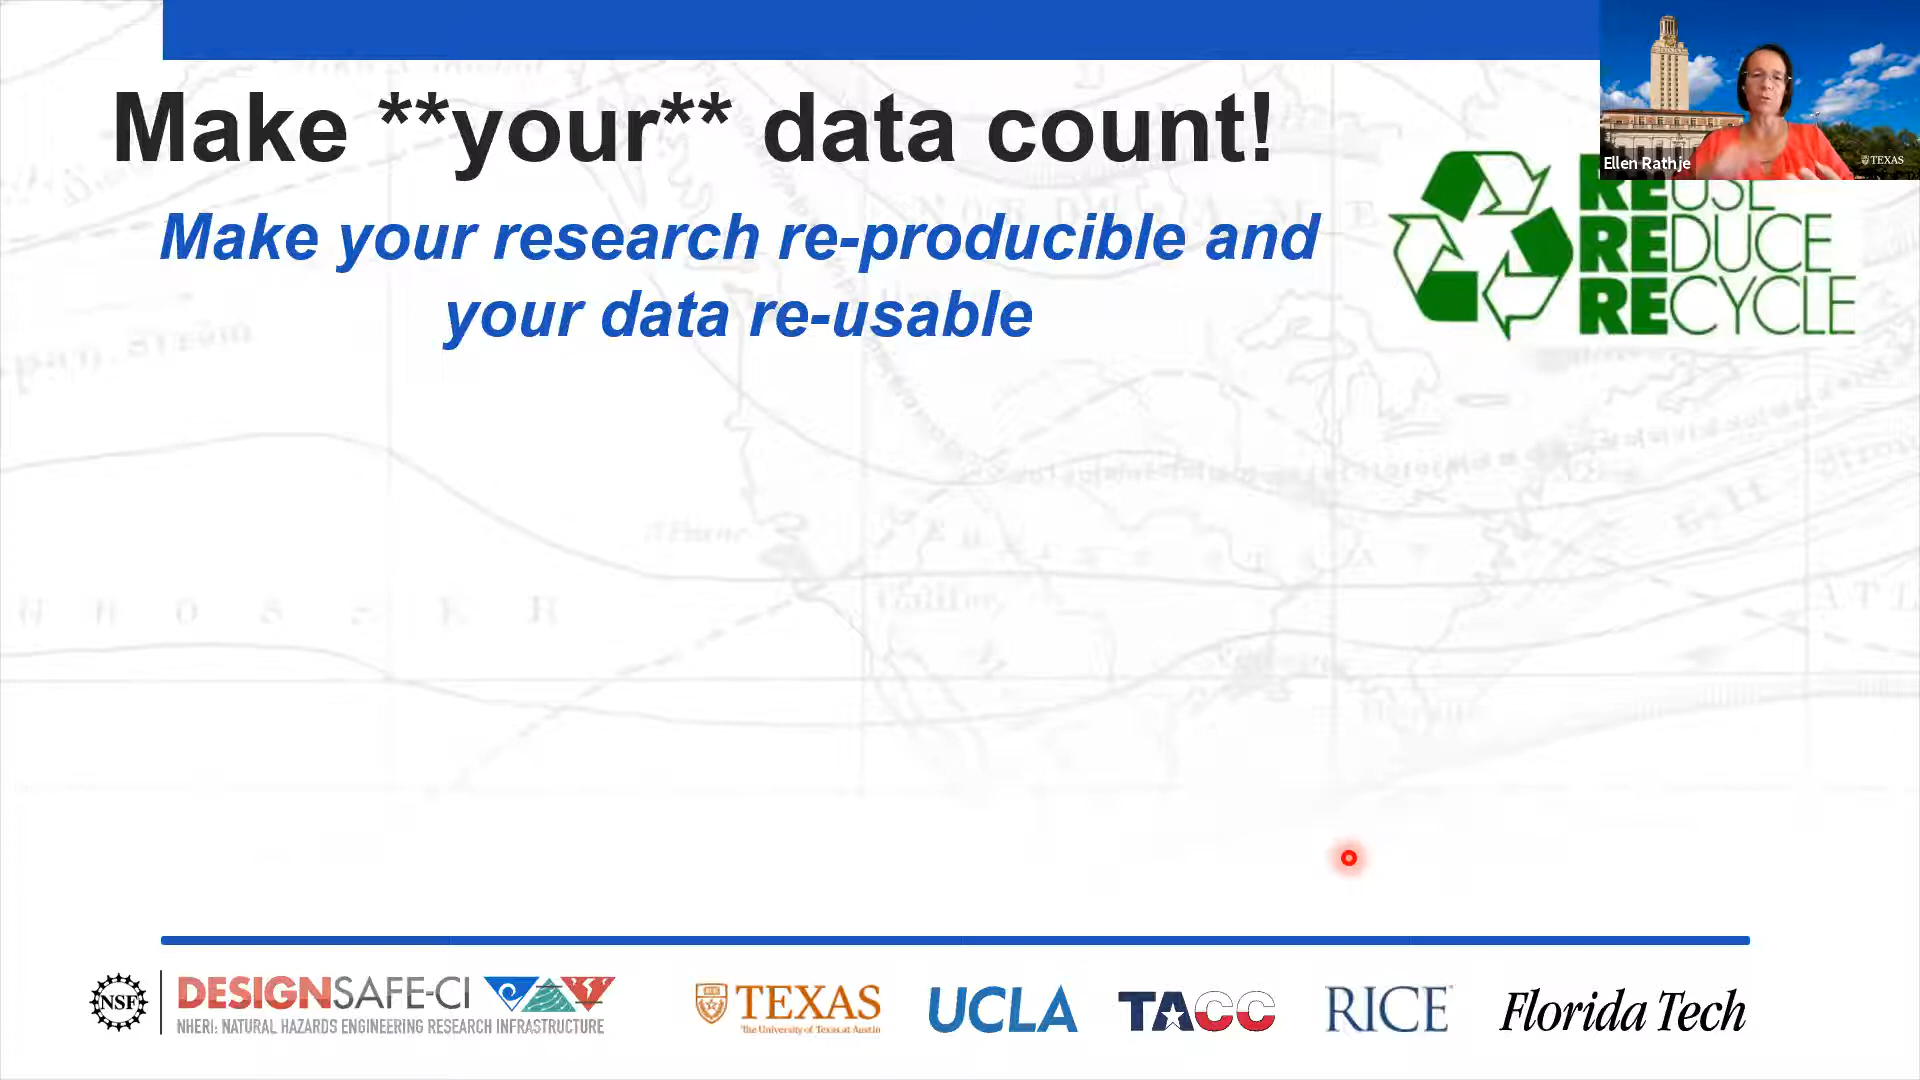 Make **your** data count!
Make your research re-producible and
your data re-usable
Ellen Rathje
TEXAS
REUSE
REDUCE
RECYCLE
NSF
DESIGNSAFE-CI
NHERI: NATURAL HAZARDS ENGINEERING RESEARCH INFRASTRUCTURE
TEXAS
The University of Texas at Austin
UCLA
TACC
RICE
Florida Tech